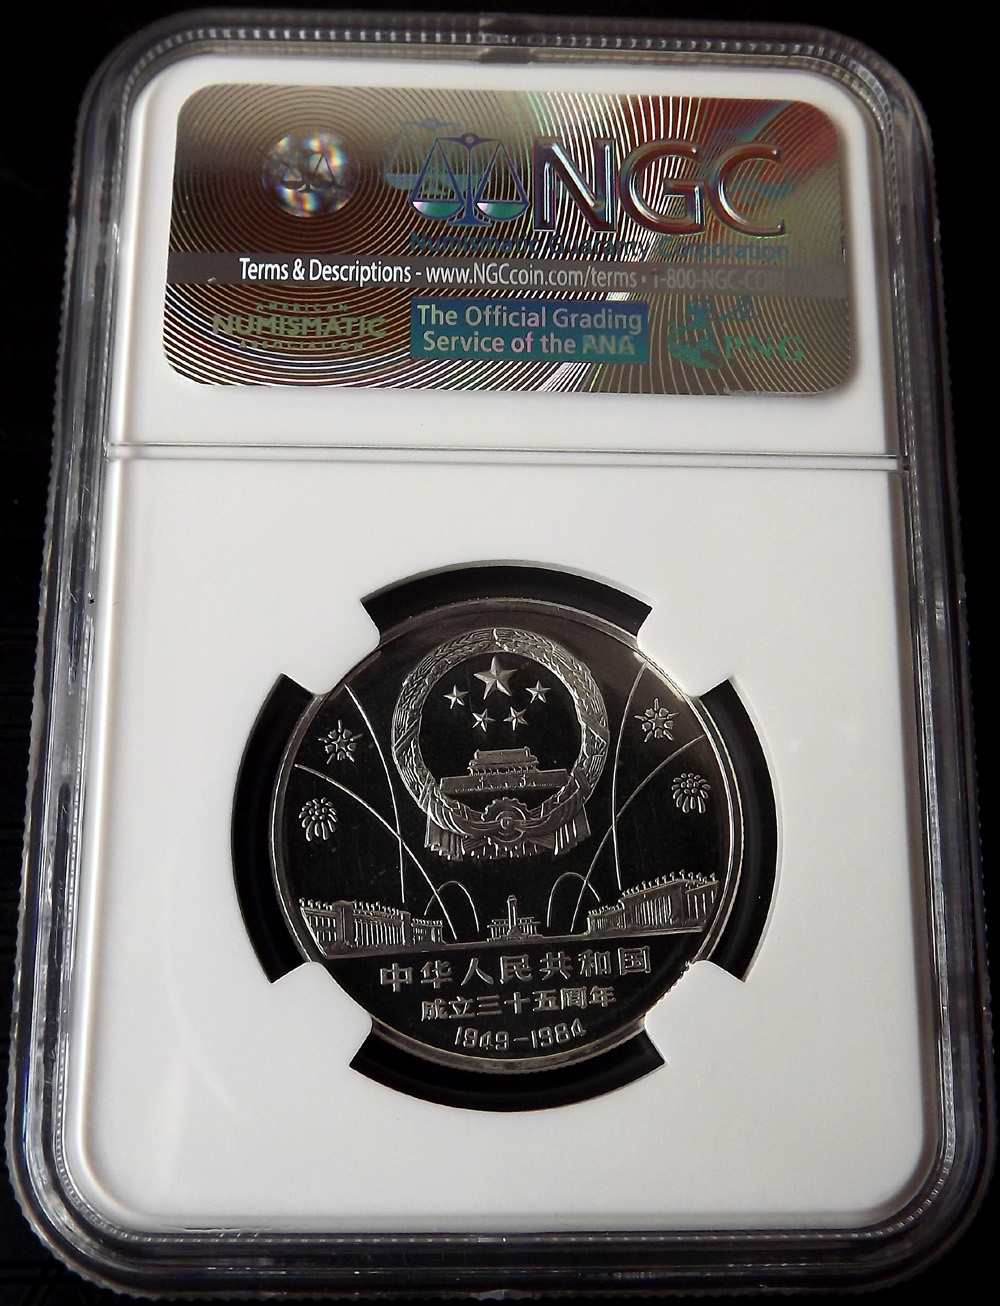 NGC
Numismatic Guaranty Corporation
Terms & Descriptions - www.NGCcoin.com/terms • 1-800-NGC-COIN
AMERICAN
NUMISMATIC
ASSOCIATION
The Official Grading
Service of the ANA
PNG
中华人民共和国
成立三十五周年
1949-1984